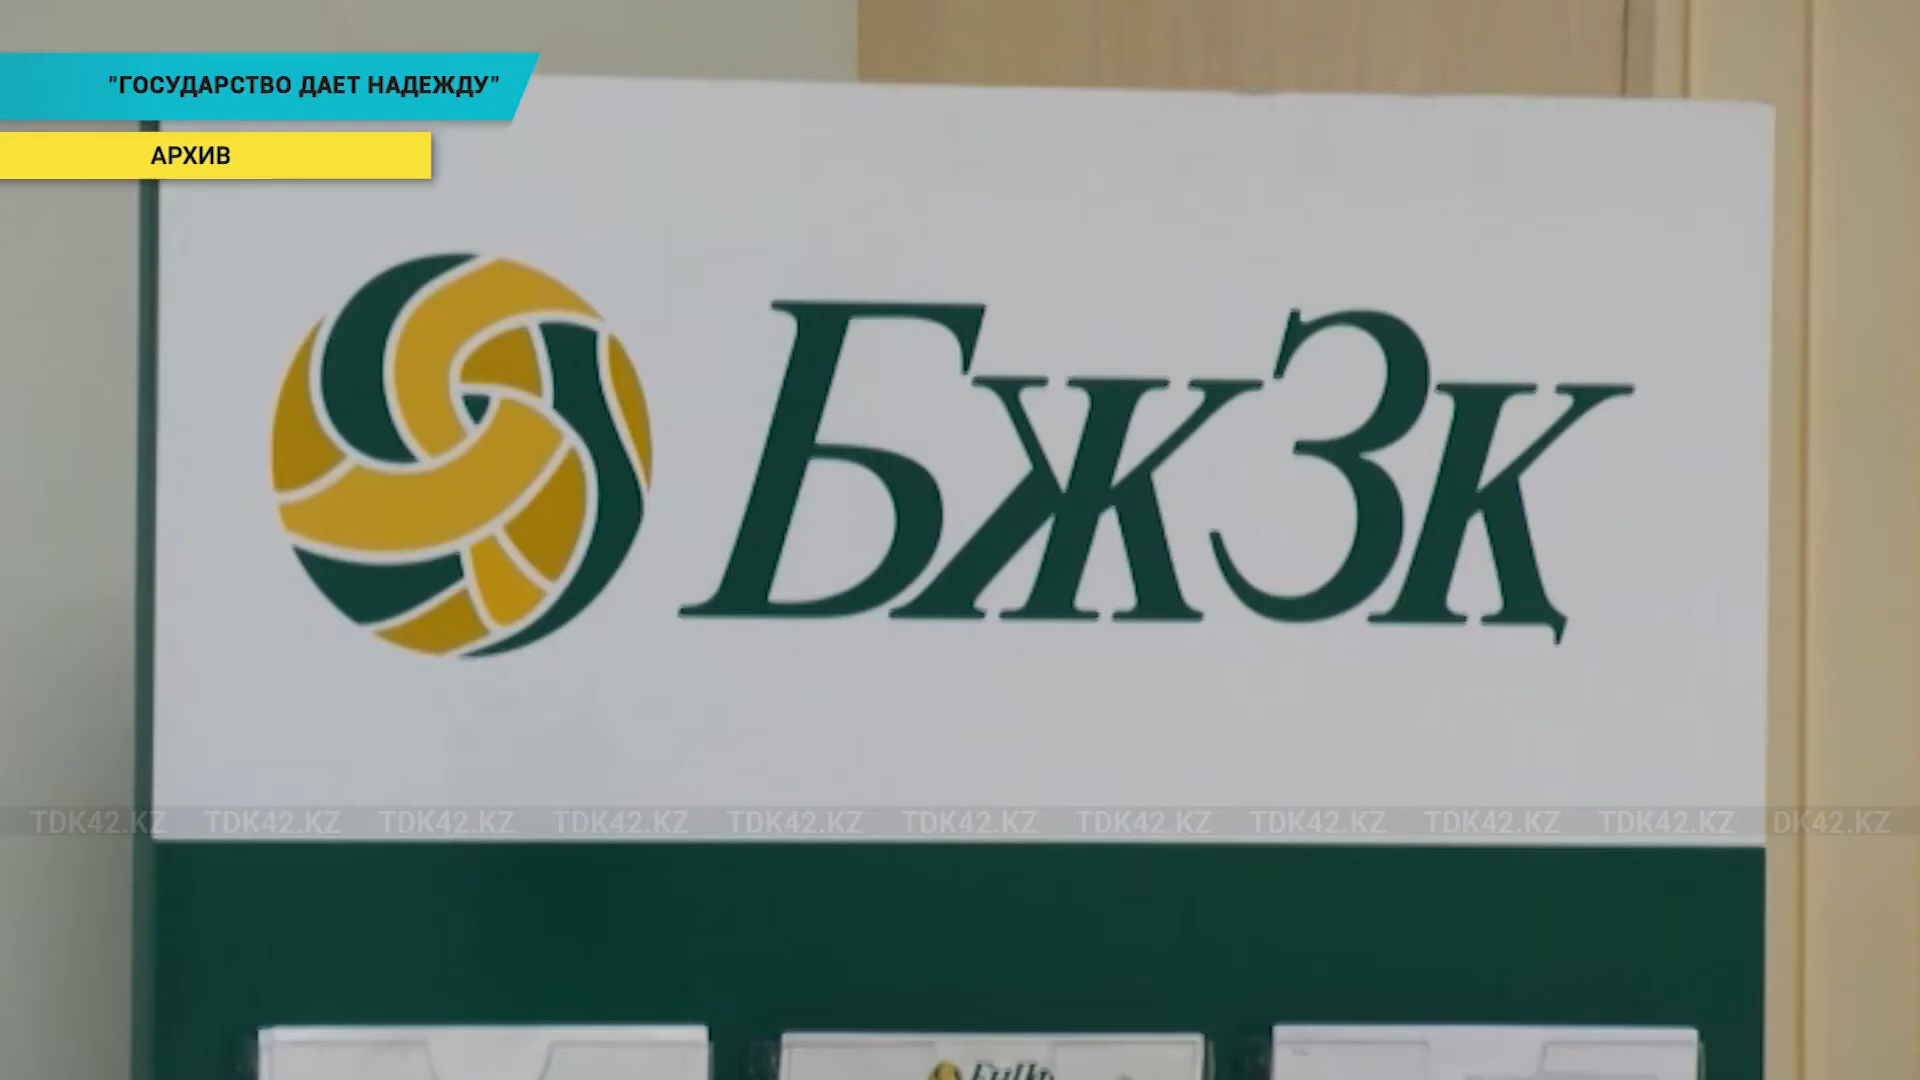 "ГОСУДАРСТВО ДАЕТ НАДЕЖДУ"
АРХИВ
БЖЗҚ
TDK42.KZ TDK42.KZ TDK42.KZ TDK42.KZ TDK42.KZ TDK42.KZ TDK42.KZ TDK42.KZ TDK42.KZ TDK42.KZ DK42.KZ